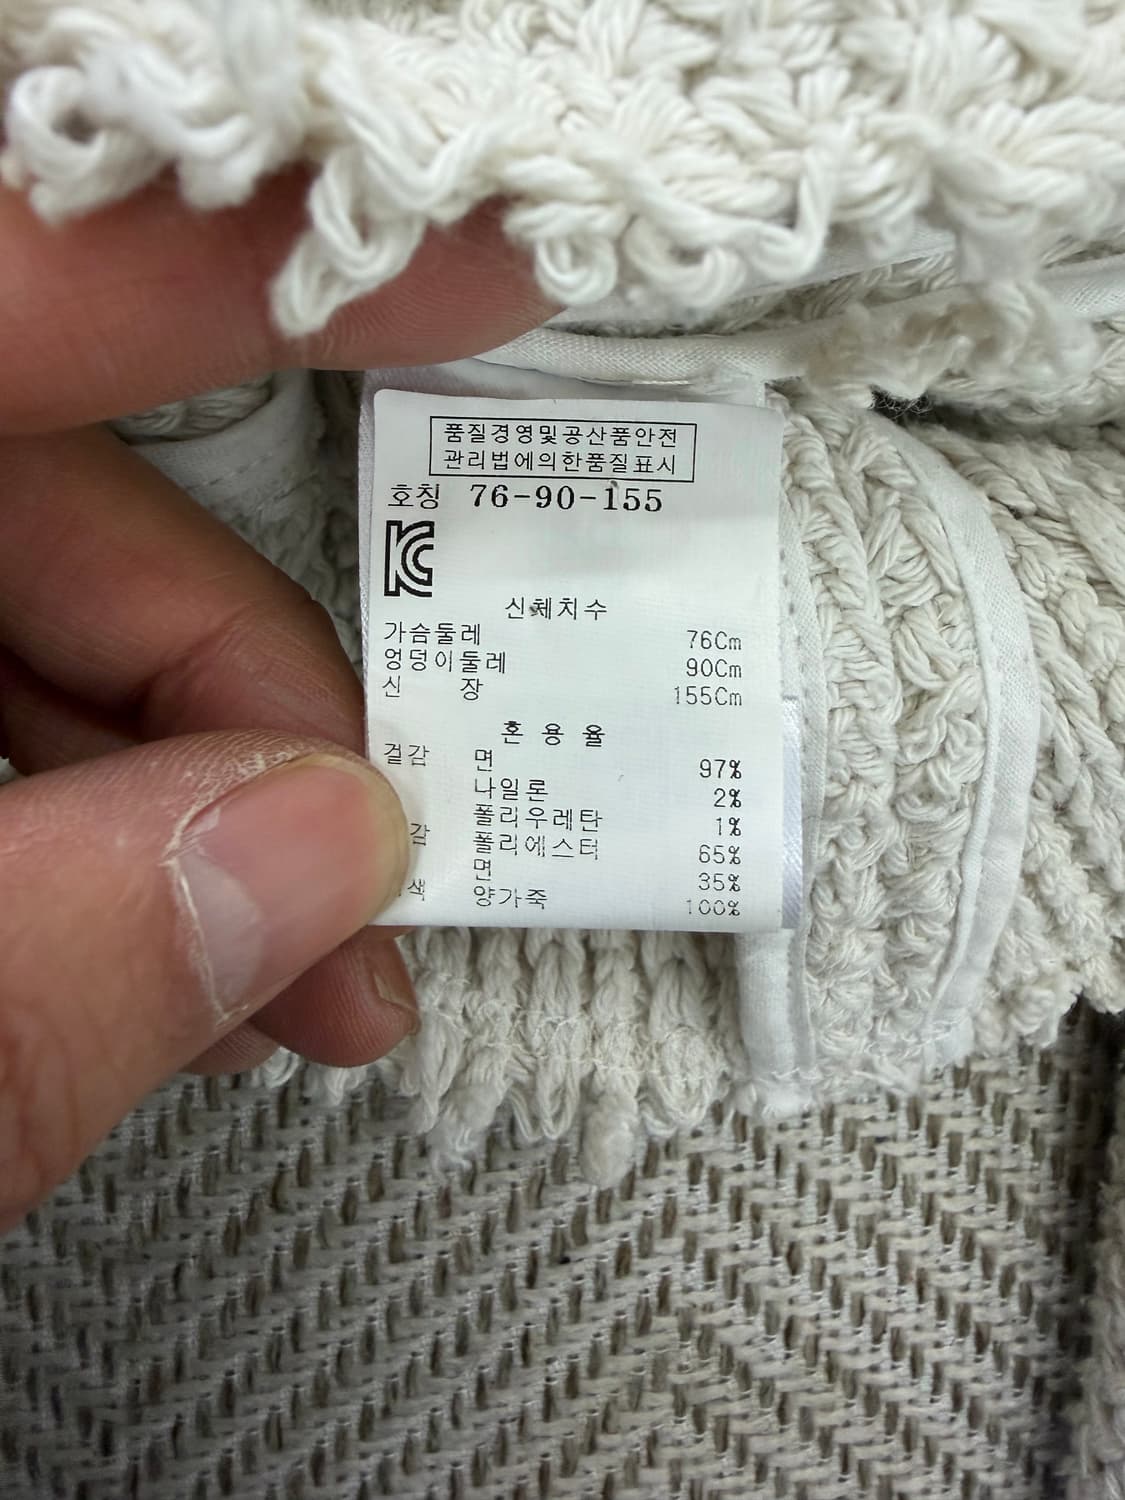 품질경영및공산품안전
관리법에의한품질표시
호칭 76-90-155
신체치수
가슴둘레 76Cm
엉덩이둘레 90Cm
신 장 155Cm
혼 용 율
겉감 면 97%
나일론 2%
폴리우레탄 1%
감 폴리에스터 65%
면 35%
색 양가죽 100%